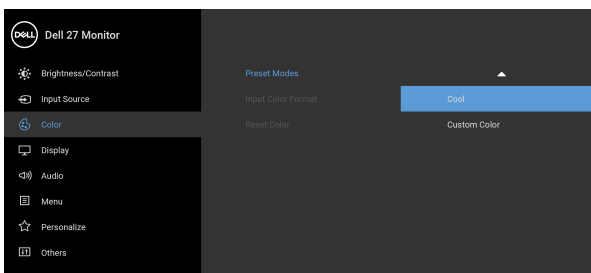 DELL Dell 27 Monitor
Brightness/Contrast
Input Source
Color
Display
Audio
Menu
Personalize
Others
Preset Modes
Input Color Format
Reset Color
Cool
Custom Color